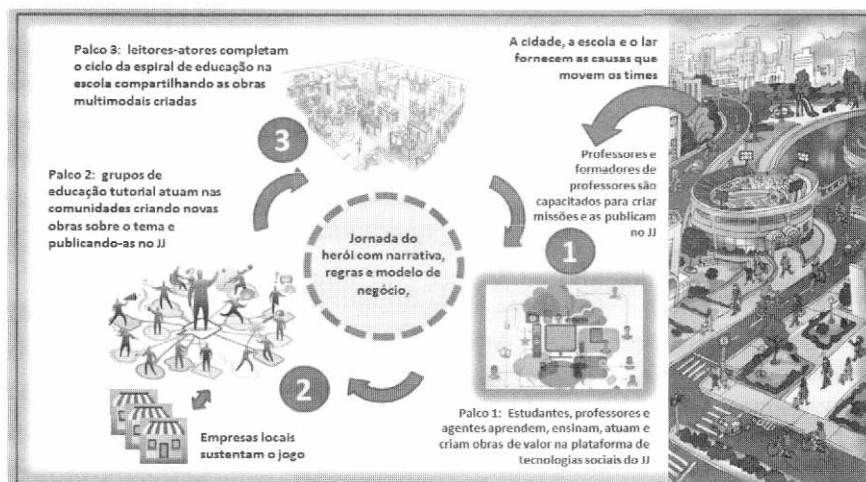 Palco 3: leitores-atores completam
o ciclo da espiral de educação na
escola compartilhando as obras
multimodais criadas
A cidade, a escola e o lar
fornecem as causas que
movem os times
3
Palco 2: grupos de
educação tutorial atuam nas
comunidades criando novas
obras sobre o tema e
publicando-as no JJ
Professores e
formadores de
professores são
capacitados para criar
missões e as publicam
no JJ
1
Jornada do
herói com narrativa,
regras e modelo de
negócio,
2
Empresas locais
sustentam o jogo
Palco 1: Estudantes, professores e
agentes aprendem, ensinam, atuam e
criam obras de valor na plataforma de
tecnologias sociais do JJ